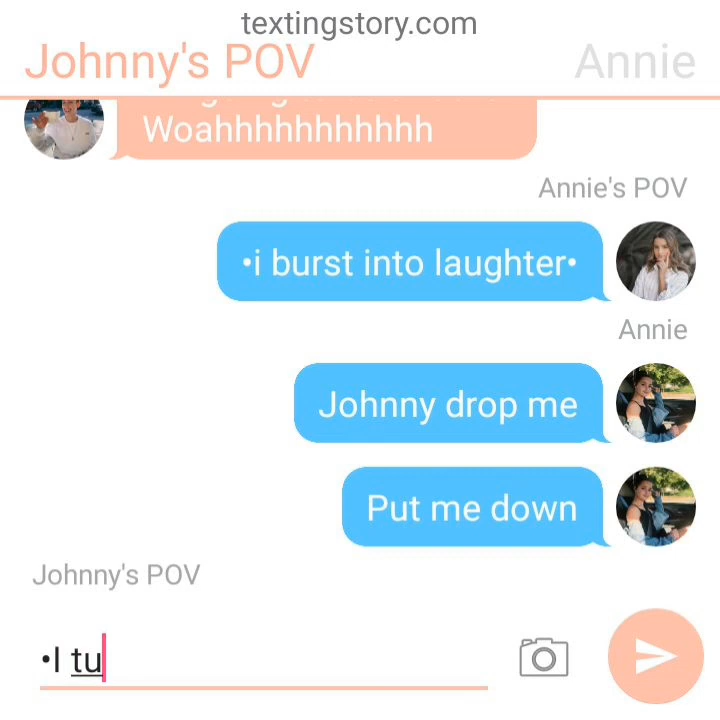 textingstory.com
Johnny's POV
Annie
Woahhhhhhhhhhh
Annie's POV
•i burst into laughter•
Annie
Johnny drop me
Put me down
Johnny's POV
•I tu